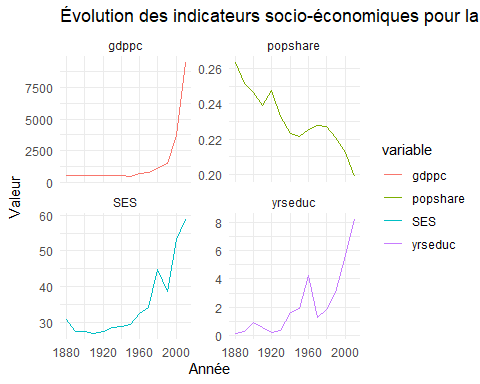 Évolution des indicateurs socio-économiques pour la
gdppc
popshare
7500
5000
2500
0
0.26
0.24
0.22
0.20
SES
yrseduc
60
50
40
30
8
6
4
2
0
1880 1920 1960 2000
1880 1920 1960 2000
Valeur
Année
variable
gdppc
popshare
SES
yrseduc